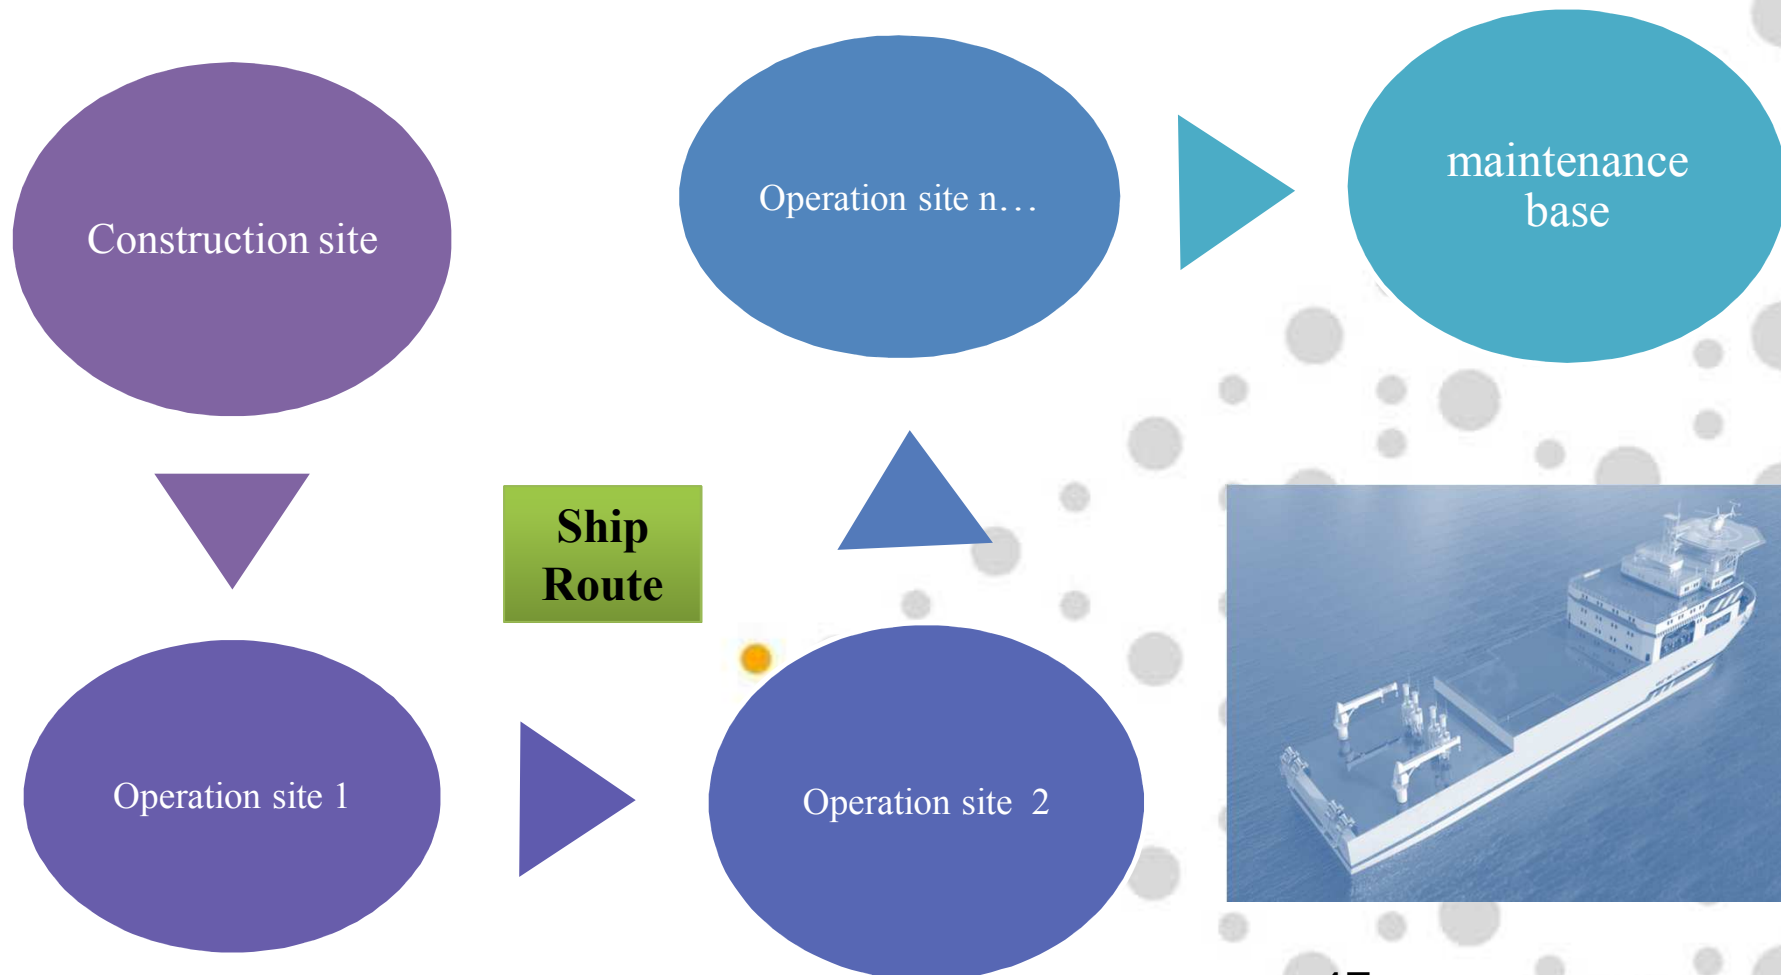 Construction site
Operation site n…
maintenance
base
Ship
Route
Operation site 1
Operation site 2